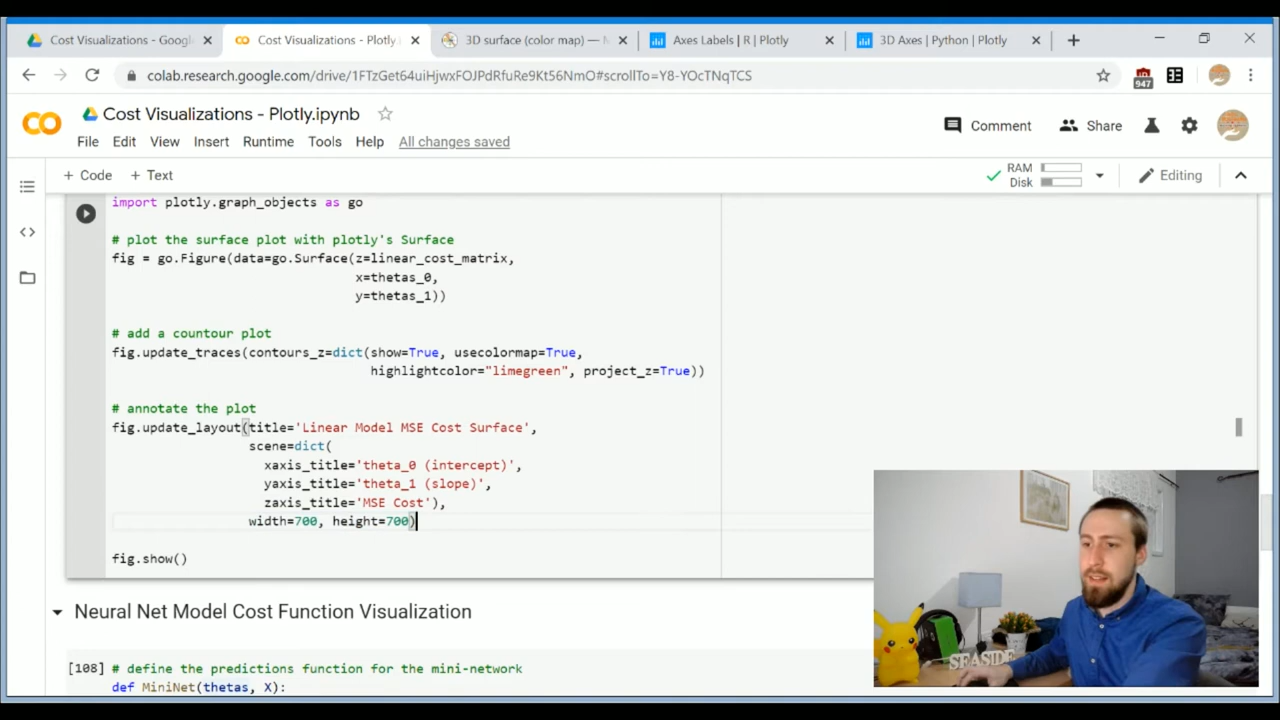 Cost Visualizations - Googl
Cost Visualizations - Plotly.
3D surface (color map) — M
Axes Labels | R | Plotly
3D Axes | Python | Plotly
colab.research.google.com/drive/1FTzGet64uiHjwxFOJPdRfuRe9Kt56NmO#scrollTo=Y8-YOcTNqTCS
947
Cost Visualizations - Plotly.ipynb
Comment
Share
File Edit View Insert Runtime Tools Help All changes saved
+ Code + Text
RAM
Disk
Editing
import plotly.graph_objects as go
# plot the surface plot with plotly's Surface
fig = go.Figure(data=go.Surface(z=linear_cost_matrix,
x=thetas_0,
y=thetas_1))
# add a countour plot
fig.update_traces(contours_z=dict(show=True, usecolormap=True,
highlightcolor="limegreen", project_z=True))
# annotate the plot
fig.update_layout(title='Linear Model MSE Cost Surface',
scene=dict(
xaxis_title='theta_0 (intercept)',
yaxis_title='theta_1 (slope)',
zaxis_title='MSE Cost'),
width=700, height=700)
fig.show()
Neural Net Model Cost Function Visualization
[108] # define the predictions function for the mini-network
def MiniNet(thetas, X):
SEASIDE